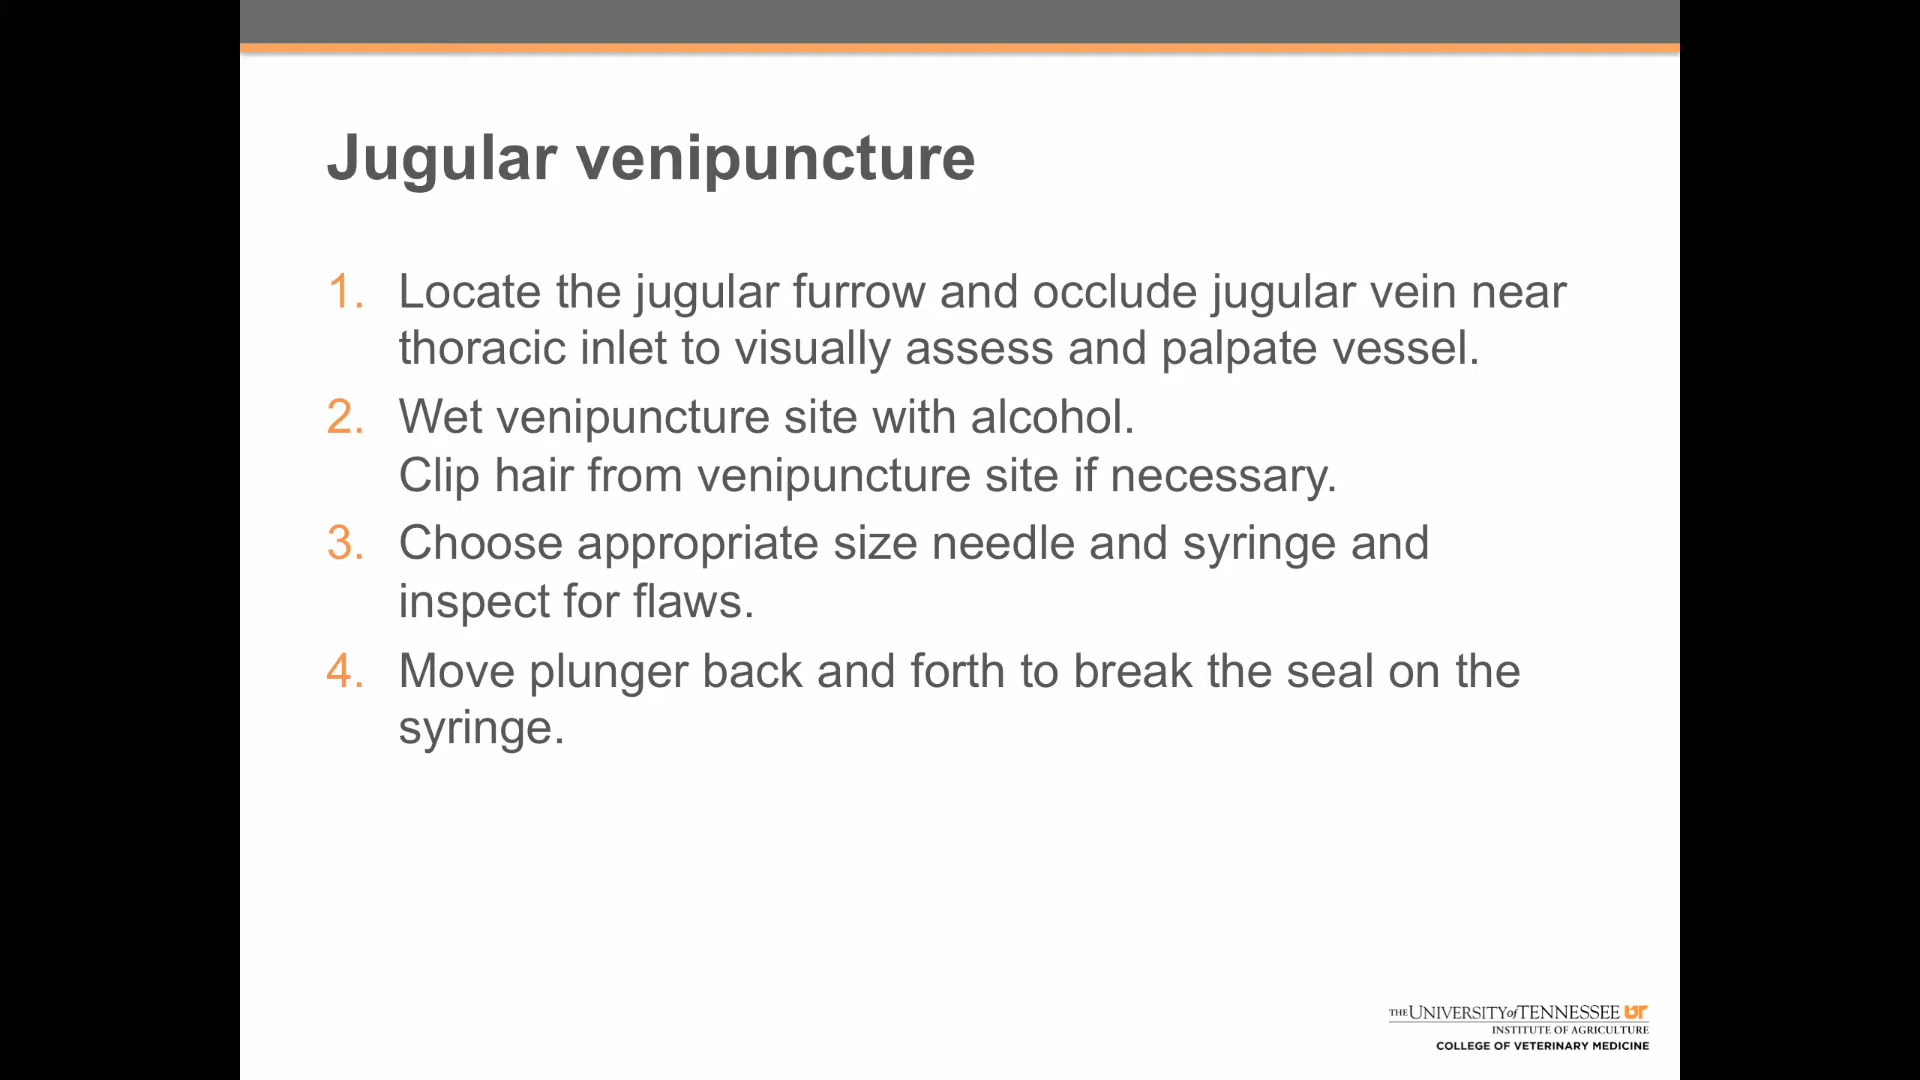 Jugular venipuncture
1. Locate the jugular furrow and occlude jugular vein near
thoracic inlet to visually assess and palpate vessel.
2. Wet venipuncture site with alcohol.
Clip hair from venipuncture site if necessary.
3. Choose appropriate size needle and syringe and
inspect for flaws.
4. Move plunger back and forth to break the seal on the
syringe.
THE UNIVERSITY of TENNESSEE UT
INSTITUTE OF AGRICULTURE
COLLEGE OF VETERINARY MEDICINE